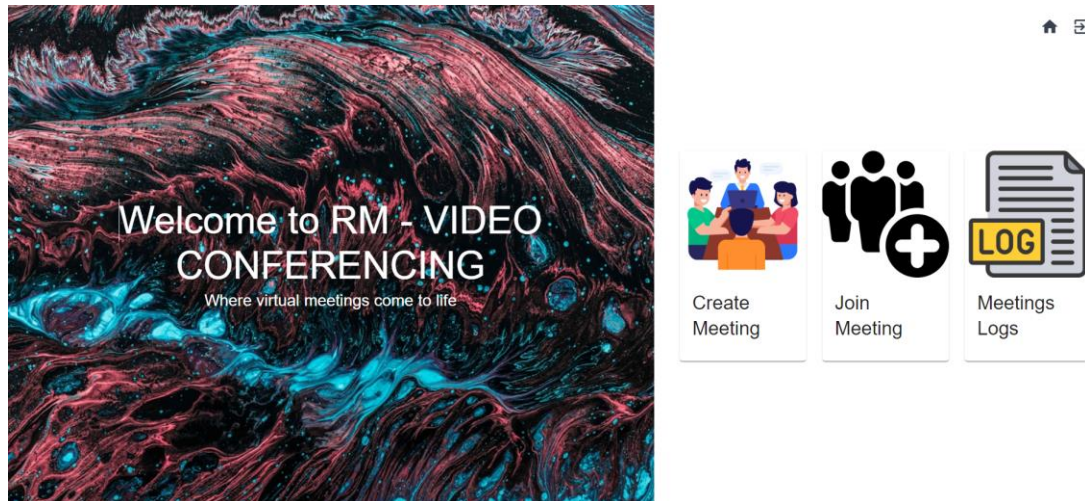 Welcome to RM - VIDEO
CONFERENCING
Where virtual meetings come to life
LOG
Create
Meeting
Join
Meeting
Meetings
Logs